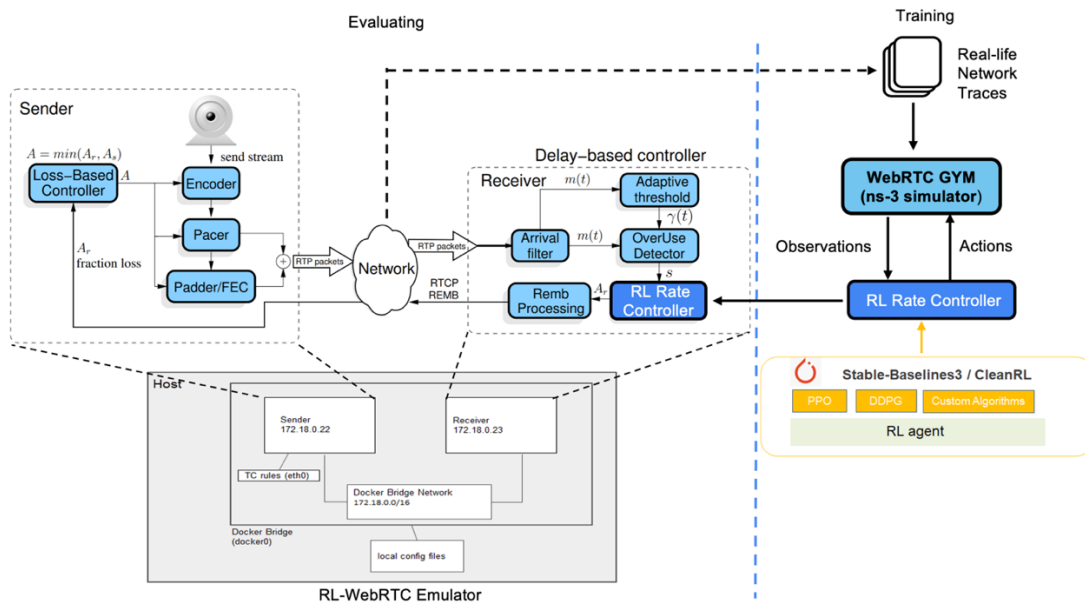 Evaluating
Training
Real-life
Network
Traces
Sender
A = min(A_r, A_s)
Loss-Based
Controller
A
send stream
Encoder
Pacer
Padder/FEC
A_r
fraction loss
+
RTP packets
Network
RTP packets
RTCP
REMB
Delay-based controller
Receiver
m(t)
Adaptive
threshold
γ(t)
Arrival
filter
m(t)
OverUse
Detector
s
Remb
Processing
A_r
RL Rate
Controller
WebRTC GYM
(ns-3 simulator)
Observations
Actions
RL Rate Controller
Stable-Baselines3 / CleanRL
PPO
DDPG
Custom Algorithms
RL agent
Host
Sender
172.18.0.22
Receiver
172.18.0.23
TC rules (eth0)
Docker Bridge Network
172.18.0.0/16
Docker Bridge
(docker0)
local config files
RL-WebRTC Emulator